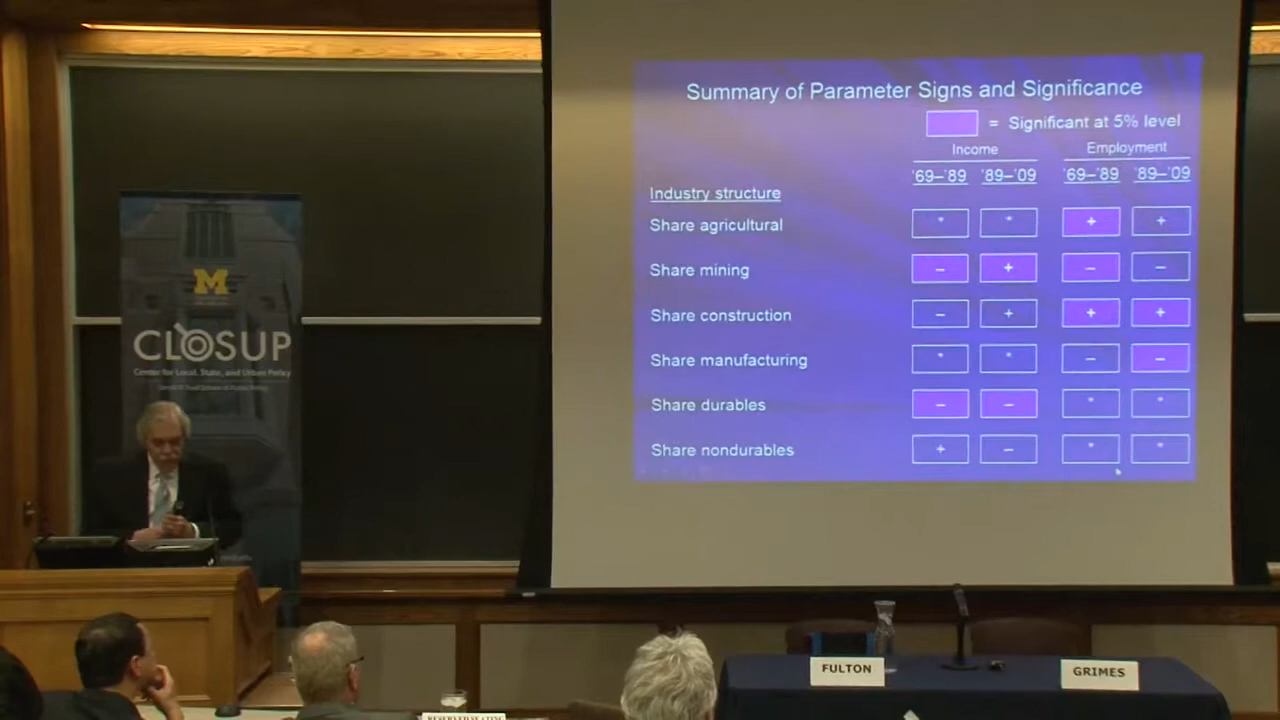 Summary of Parameter Signs and Significance
= Significant at 5% level
Income Employment
'69–'89 '89–'09 '69–'89 '89–'09
Industry structure
Share agricultural * * + +
Share mining – + – –
Share construction – + + +
Share manufacturing * * – –
Share durables – – * *
Share nondurables + – * *
M
CLOSUP
Center for Local, State, and Urban Policy
FULTON
GRIMES
RESERVED SEATING